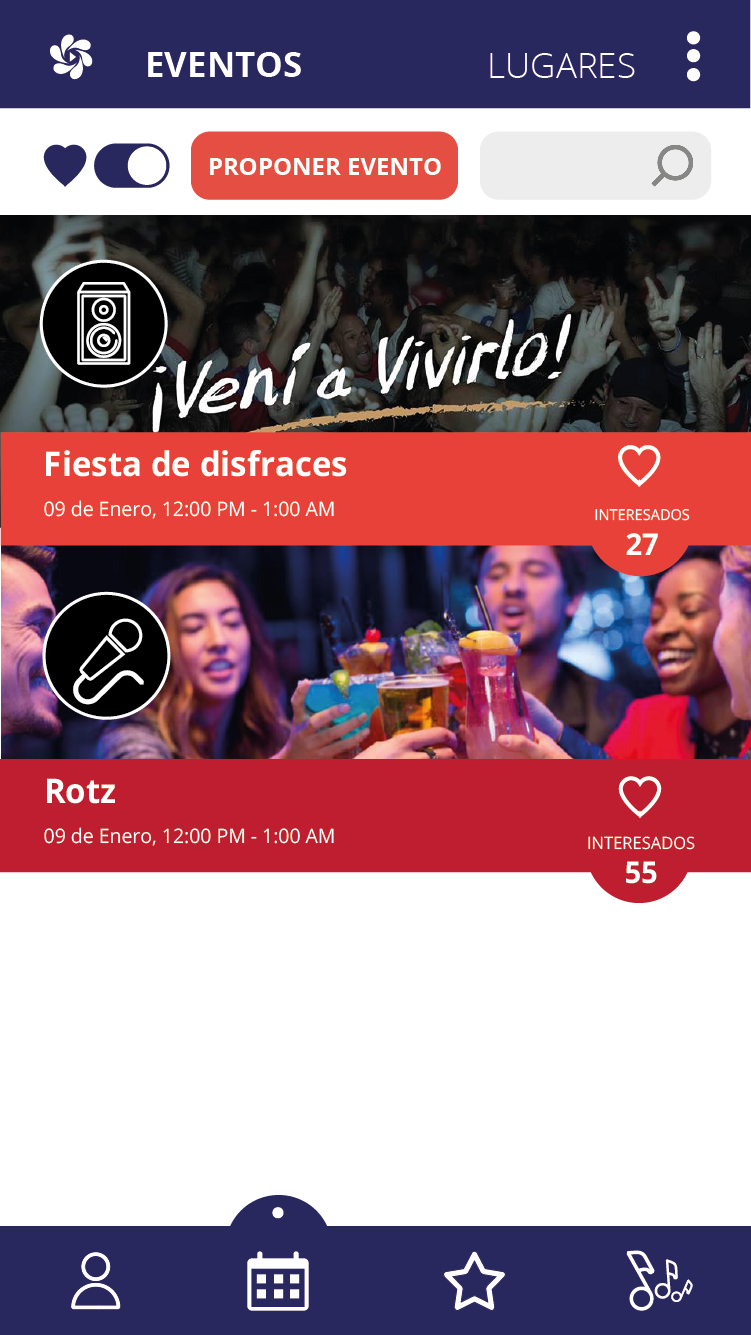 EVENTOS
LUGARES
PROPONER EVENTO
¡Vení a Vivirlo!
Fiesta de disfraces
09 de Enero, 12:00 PM - 1:00 AM
INTERESADOS
27
Rotz
09 de Enero, 12:00 PM - 1:00 AM
INTERESADOS
55